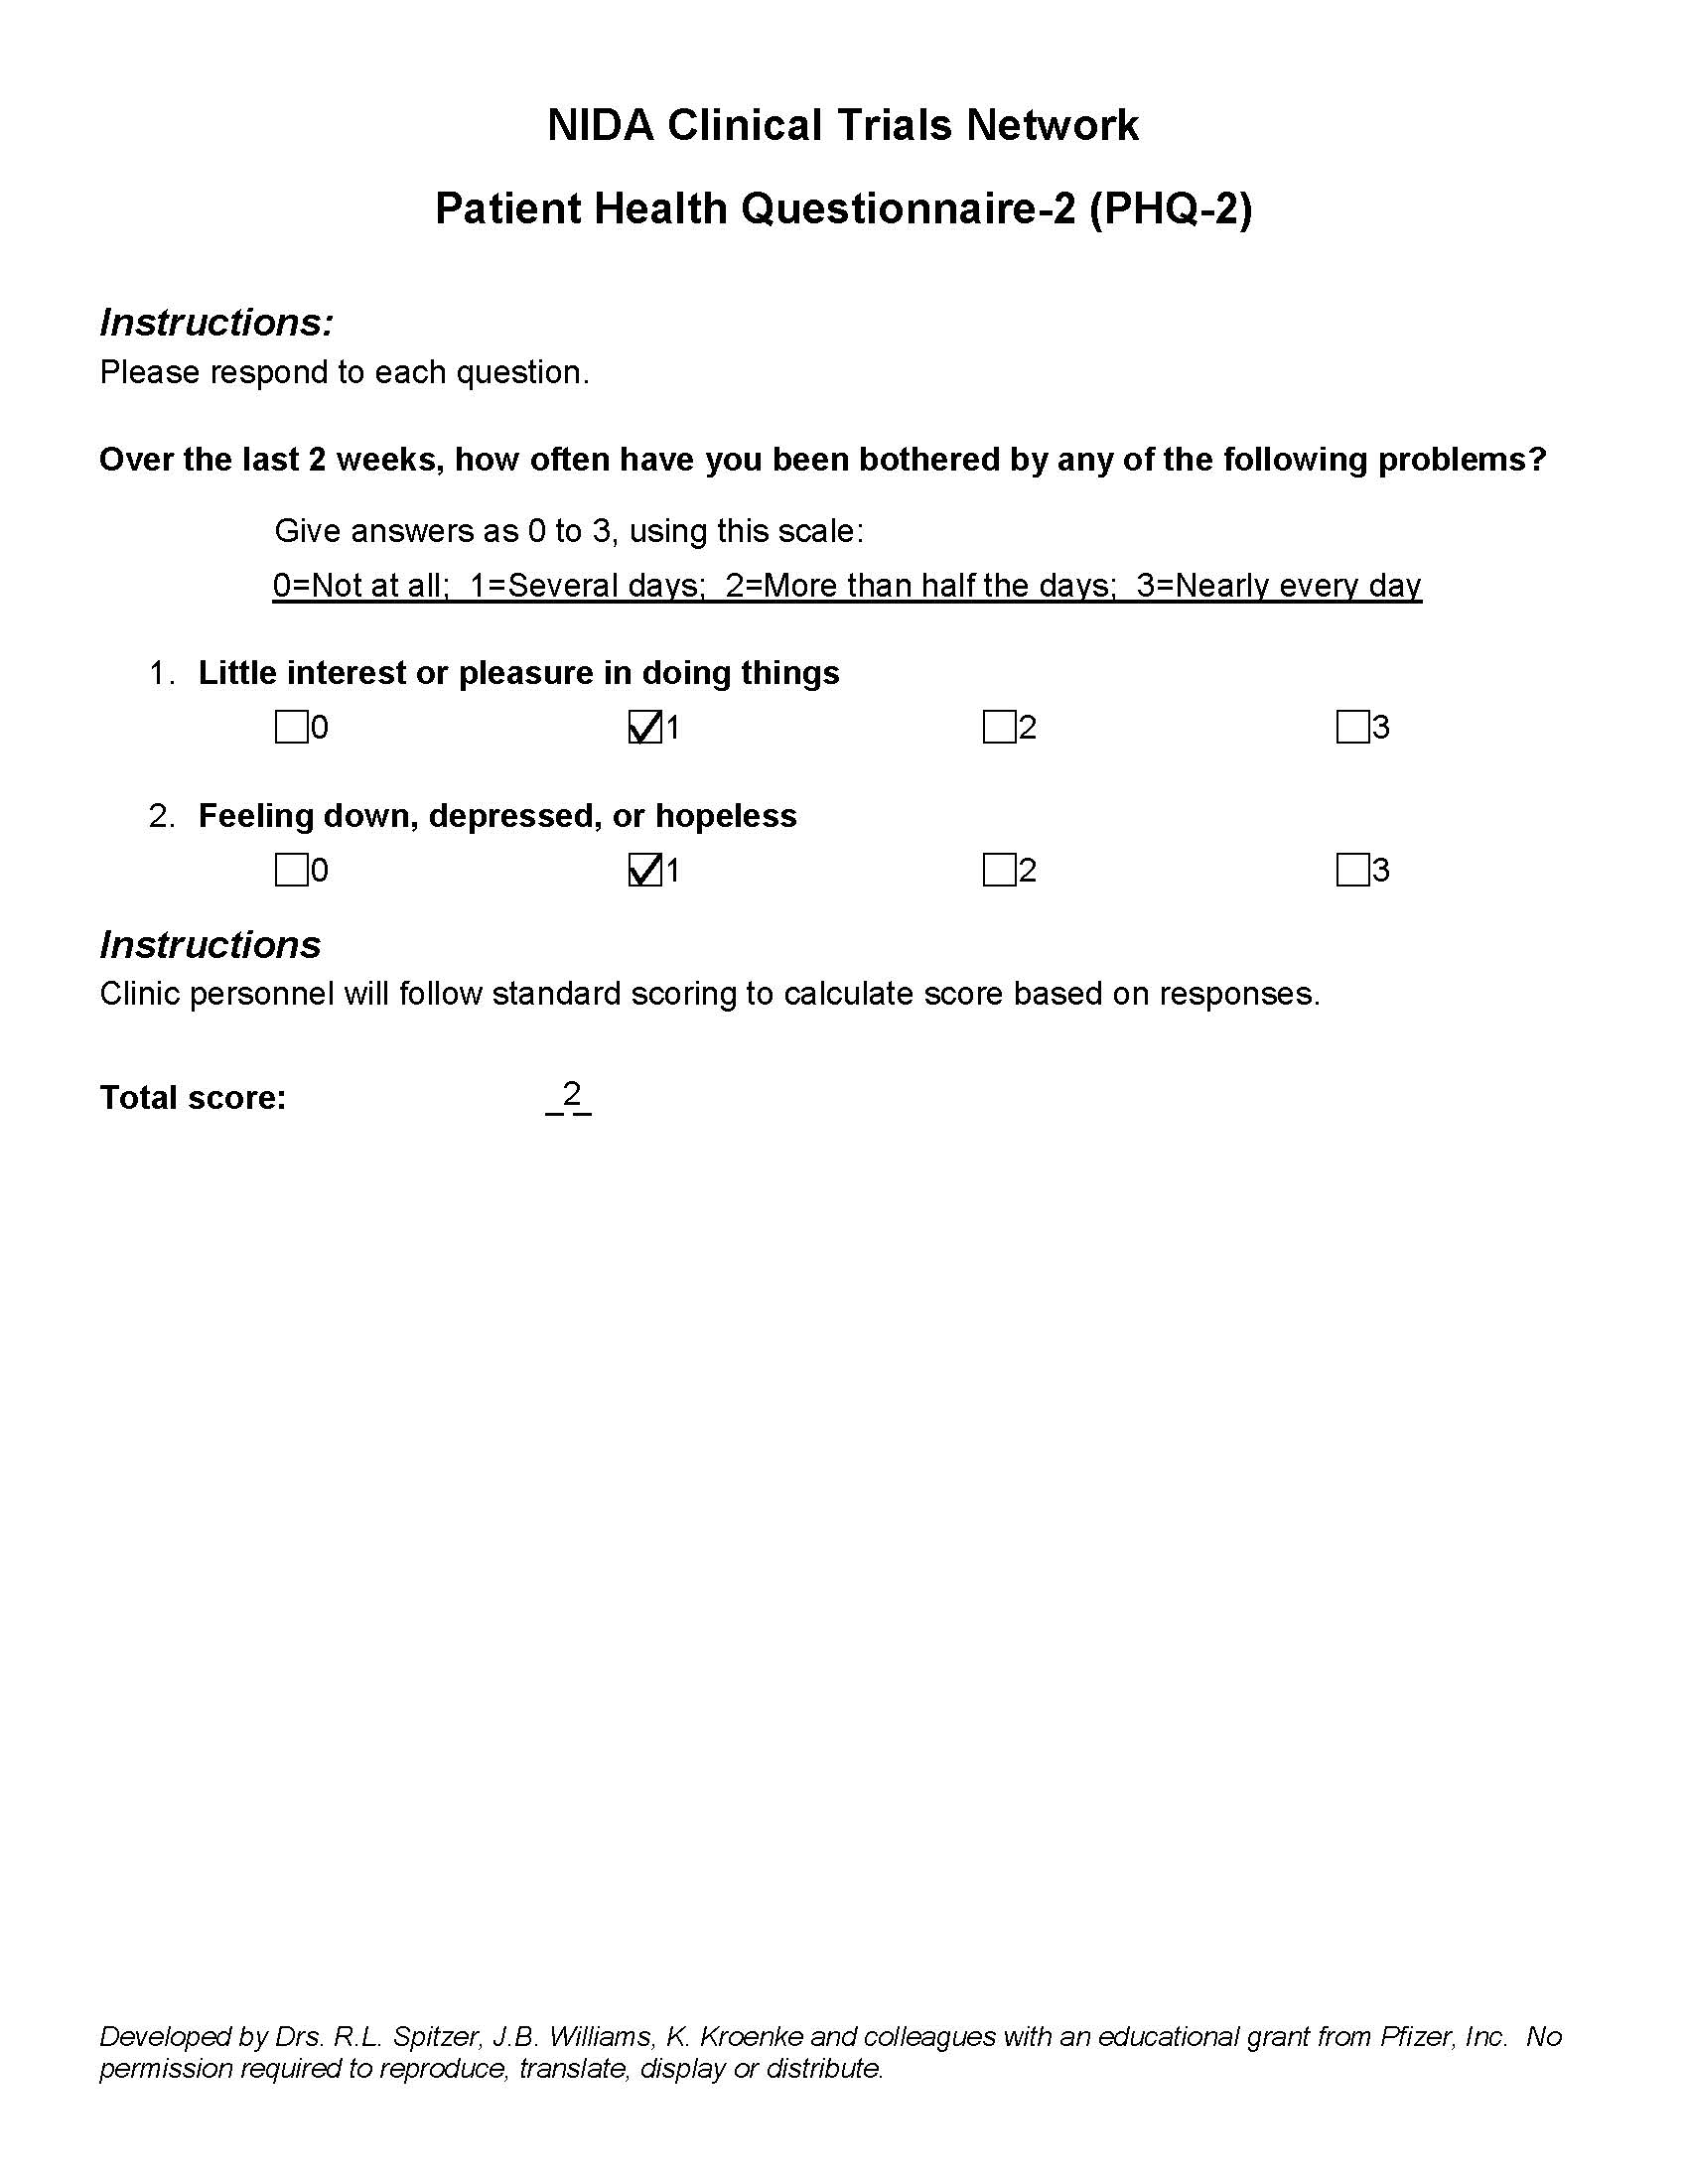 NIDA Clinical Trials Network
Patient Health Questionnaire-2 (PHQ-2)
Instructions:
Please respond to each question.
Over the last 2 weeks, how often have you been bothered by any of the following problems?
Give answers as 0 to 3, using this scale:
0=Not at all;  1=Several days;  2=More than half the days;  3=Nearly every day
1. Little interest or pleasure in doing things
☐0 ☑1 ☐2 ☐3
2. Feeling down, depressed, or hopeless
☐0 ☑1 ☐2 ☐3
Instructions
Clinic personnel will follow standard scoring to calculate score based on responses.
Total score: 2
Developed by Drs. R.L. Spitzer, J.B. Williams, K. Kroenke and colleagues with an educational grant from Pfizer, Inc.  No
permission required to reproduce, translate, display or distribute.